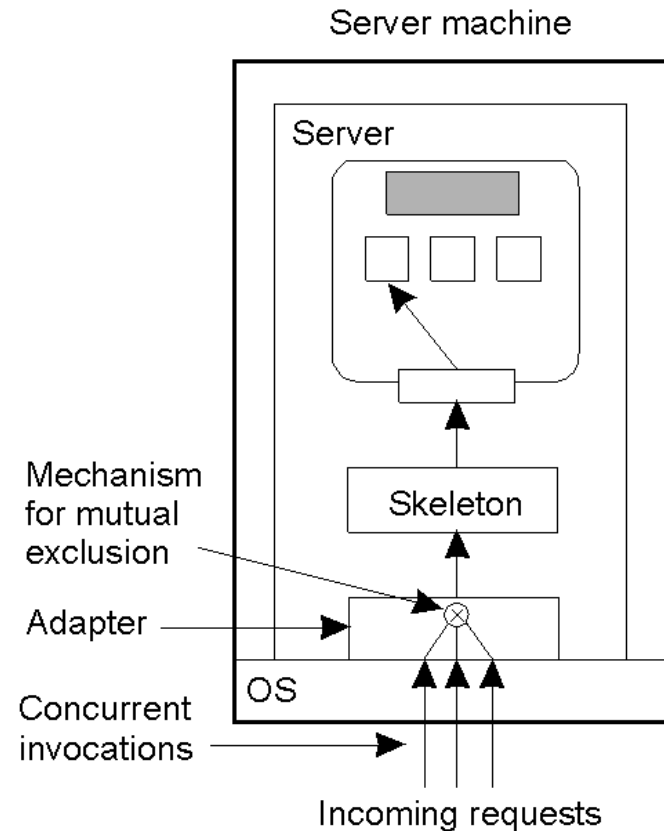 Server machine
Server
Mechanism
for mutual
exclusion
Skeleton
Adapter
OS
Concurrent
invocations
Incoming requests